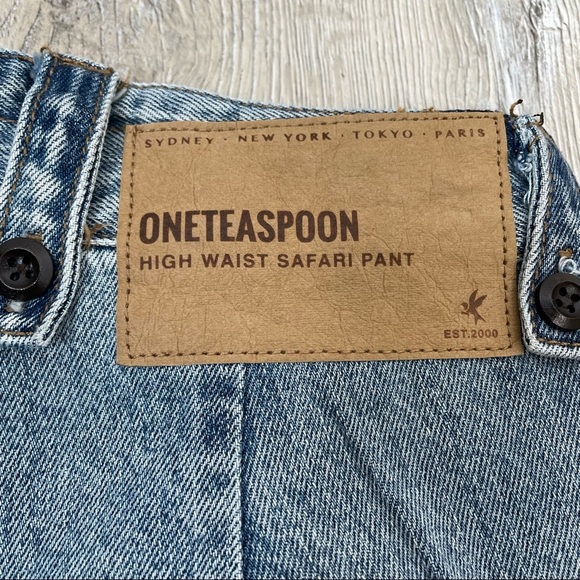 SYDNEY · NEW YORK · TOKYO · PARIS
ONETEASPOON
HIGH WAIST SAFARI PANT
EST.2000